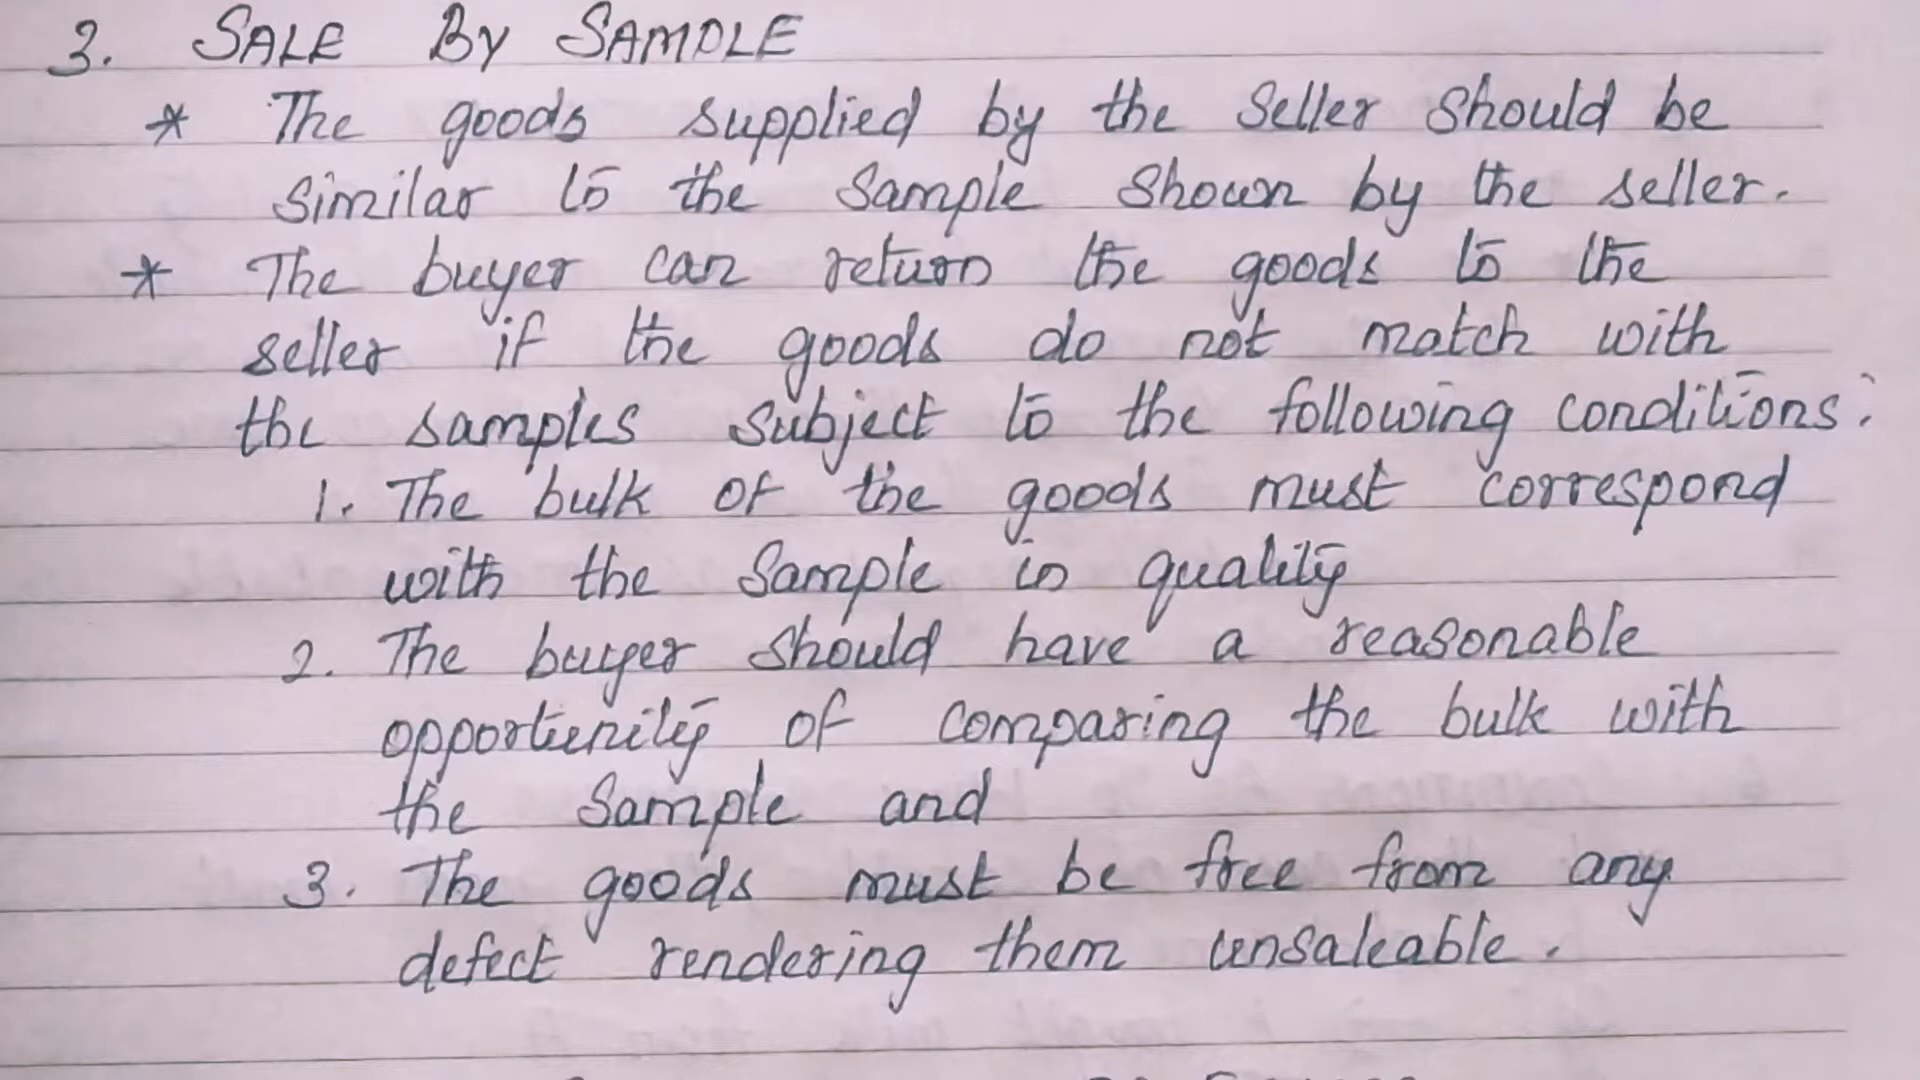 3. SALE BY SAMPLE
* The goods supplied by the Seller should be
Similar to the Sample Shown by the seller.
* The buyer can return the goods to the
seller if the goods do not match with
the samples subject to the following conditions:
1. The bulk of the goods must correspond
with the Sample in quality
2. The buyer should have a reasonable
opportunity of comparing the bulk with
the Sample and
3. The goods must be free from any
defect rendering them unsaleable.